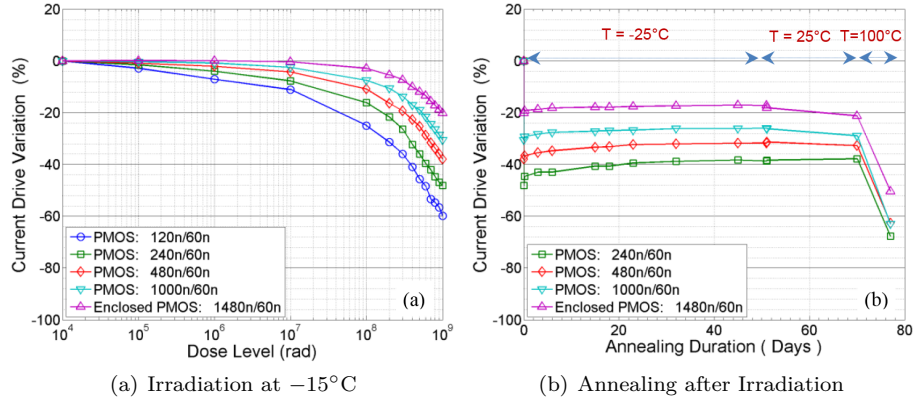 20
0
-20
-40
-60
-80
-100
Current Drive Variation (%)
PMOS: 120n/60n
PMOS: 240n/60n
PMOS: 480n/60n
PMOS: 1000n/60n
Enclosed PMOS: 1480n/60n
(a)
10^4 10^5 10^6 10^7 10^8 10^9
Dose Level (rad)
(a) Irradiation at −15°C
20
0
-20
-40
-60
-80
-100
Current Drive Variation (%)
T = -25°C T = 25°C T=100°C
PMOS: 240n/60n
PMOS: 480n/60n
PMOS: 1000n/60n
Enclosed PMOS: 1480n/60n
(b)
0 20 40 60 80
Annealing Duration ( Days )
(b) Annealing after Irradiation